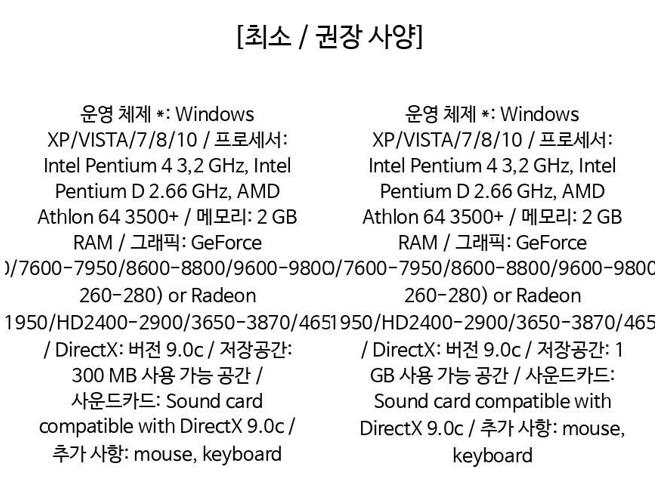 [최소 / 권장 사양]
운영 체제 *: Windows
XP/VISTA/7/8/10 / 프로세서:
Intel Pentium 4 3,2 GHz, Intel
Pentium D 2.66 GHz, AMD
Athlon 64 3500+ / 메모리: 2 GB
RAM / 그래픽: GeForce
/7600-7950/8600-8800/9600-9800
260-280) or Radeon
1950/HD2400-2900/3650-3870/465
/ DirectX: 버전 9.0c / 저장공간:
300 MB 사용 가능 공간 /
사운드카드: Sound card
compatible with DirectX 9.0c /
추가 사항: mouse, keyboard
운영 체제 *: Windows
XP/VISTA/7/8/10 / 프로세서:
Intel Pentium 4 3,2 GHz, Intel
Pentium D 2.66 GHz, AMD
Athlon 64 3500+ / 메모리: 2 GB
RAM / 그래픽: GeForce
/7600-7950/8600-8800/9600-9800
260-280) or Radeon
1950/HD2400-2900/3650-3870/465
/ DirectX: 버전 9.0c / 저장공간: 1
GB 사용 가능 공간 / 사운드카드:
Sound card compatible with
DirectX 9.0c / 추가 사항: mouse,
keyboard